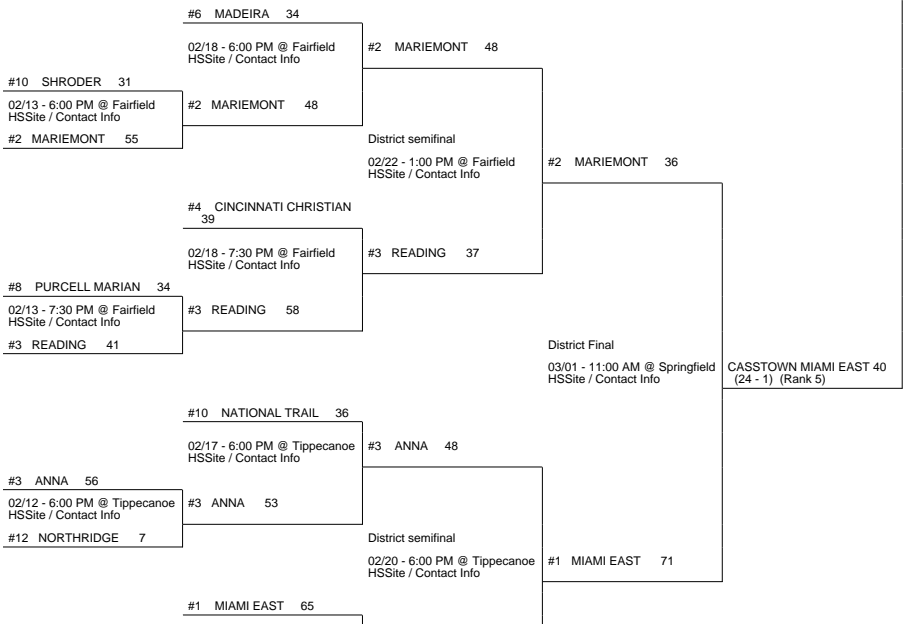 #6 MADEIRA 34
02/18 - 6:00 PM @ Fairfield
HSSite / Contact Info
#2 MARIEMONT 48
#10 SHRODER 31
02/13 - 6:00 PM @ Fairfield
HSSite / Contact Info
#2 MARIEMONT 48
#2 MARIEMONT 55
District semifinal
02/22 - 1:00 PM @ Fairfield
HSSite / Contact Info
#2 MARIEMONT 36
#4 CINCINNATI CHRISTIAN
39
02/18 - 7:30 PM @ Fairfield
HSSite / Contact Info
#3 READING 37
#8 PURCELL MARIAN 34
02/13 - 7:30 PM @ Fairfield
HSSite / Contact Info
#3 READING 58
#3 READING 41
District Final
03/01 - 11:00 AM @ Springfield
HSSite / Contact Info
CASSTOWN MIAMI EAST 40
(24 - 1) (Rank 5)
#10 NATIONAL TRAIL 36
02/17 - 6:00 PM @ Tippecanoe
HSSite / Contact Info
#3 ANNA 48
#3 ANNA 56
02/12 - 6:00 PM @ Tippecanoe
HSSite / Contact Info
#3 ANNA 53
#12 NORTHRIDGE 7
District semifinal
02/20 - 6:00 PM @ Tippecanoe
HSSite / Contact Info
#1 MIAMI EAST 71
#1 MIAMI EAST 65